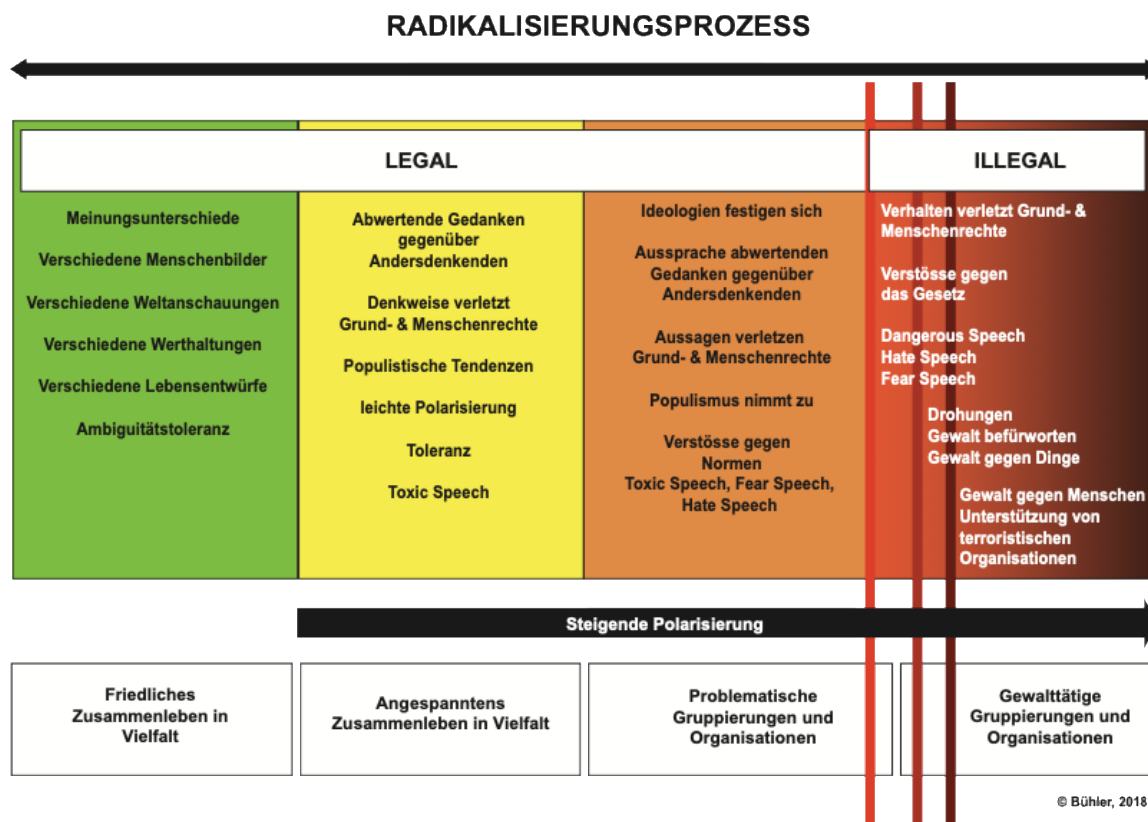 RADIKALISIERUNGSPROZESS
LEGAL
ILLEGAL
Meinungsunterschiede
Verschiedene Menschenbilder
Verschiedene Weltanschauungen
Verschiedene Werthaltungen
Verschiedene Lebensentwürfe
Ambiguitätstoleranz
Abwertende Gedanken
gegenüber
Andersdenkenden
Denkweise verletzt
Grund- & Menschenrechte
Populistische Tendenzen
leichte Polarisierung
Toleranz
Toxic Speech
Ideologien festigen sich
Aussprache abwertenden
Gedanken gegenüber
Andersdenkenden
Aussagen verletzen
Grund- & Menschenrechte
Populismus nimmt zu
Verstösse gegen
Normen
Toxic Speech, Fear Speech,
Hate Speech
Verhalten verletzt Grund- &
Menschenrechte
Verstösse gegen
das Gesetz
Dangerous Speech
Hate Speech
Fear Speech
Drohungen
Gewalt befürworten
Gewalt gegen Dinge
Gewalt gegen Menschen
Unterstützung von
terroristischen
Organisationen
Steigende Polarisierung
Friedliches
Zusammenleben in
Vielfalt
Angespanntens
Zusammenleben in Vielfalt
Problematische
Gruppierungen und
Organisationen
Gewalttätige
Gruppierungen und
Organisationen
© Bühler, 2018